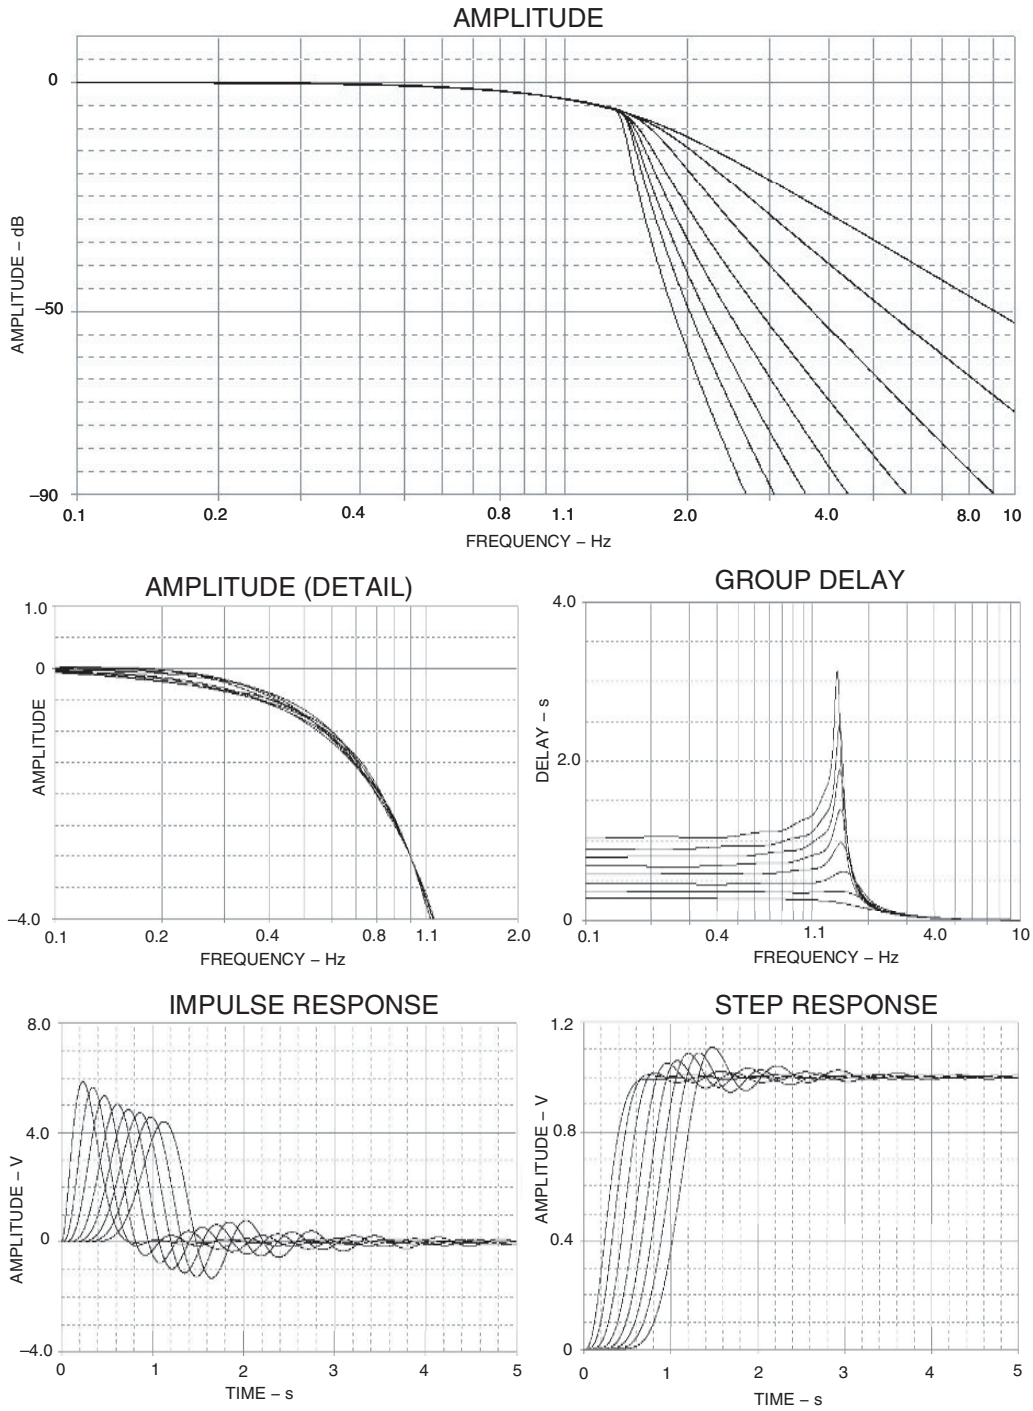 AMPLITUDE
0
–50
–90
AMPLITUDE – dB
0.1 0.2 0.4 0.8 1.1 2.0 4.0 8.0 10
FREQUENCY – Hz
AMPLITUDE (DETAIL)
1.0
0
–4.0
AMPLITUDE
0.1 0.2 0.4 0.8 1.1 2.0
FREQUENCY – Hz
GROUP DELAY
4.0
2.0
0
DELAY – s
0.1 0.4 1.1 4.0 10
FREQUENCY – Hz
IMPULSE RESPONSE
8.0
4.0
0
–4.0
AMPLITUDE – V
0 1 2 3 4 5
TIME – s
STEP RESPONSE
1.2
0.8
0.4
0
AMPLITUDE – V
0 1 2 3 4 5
TIME – s